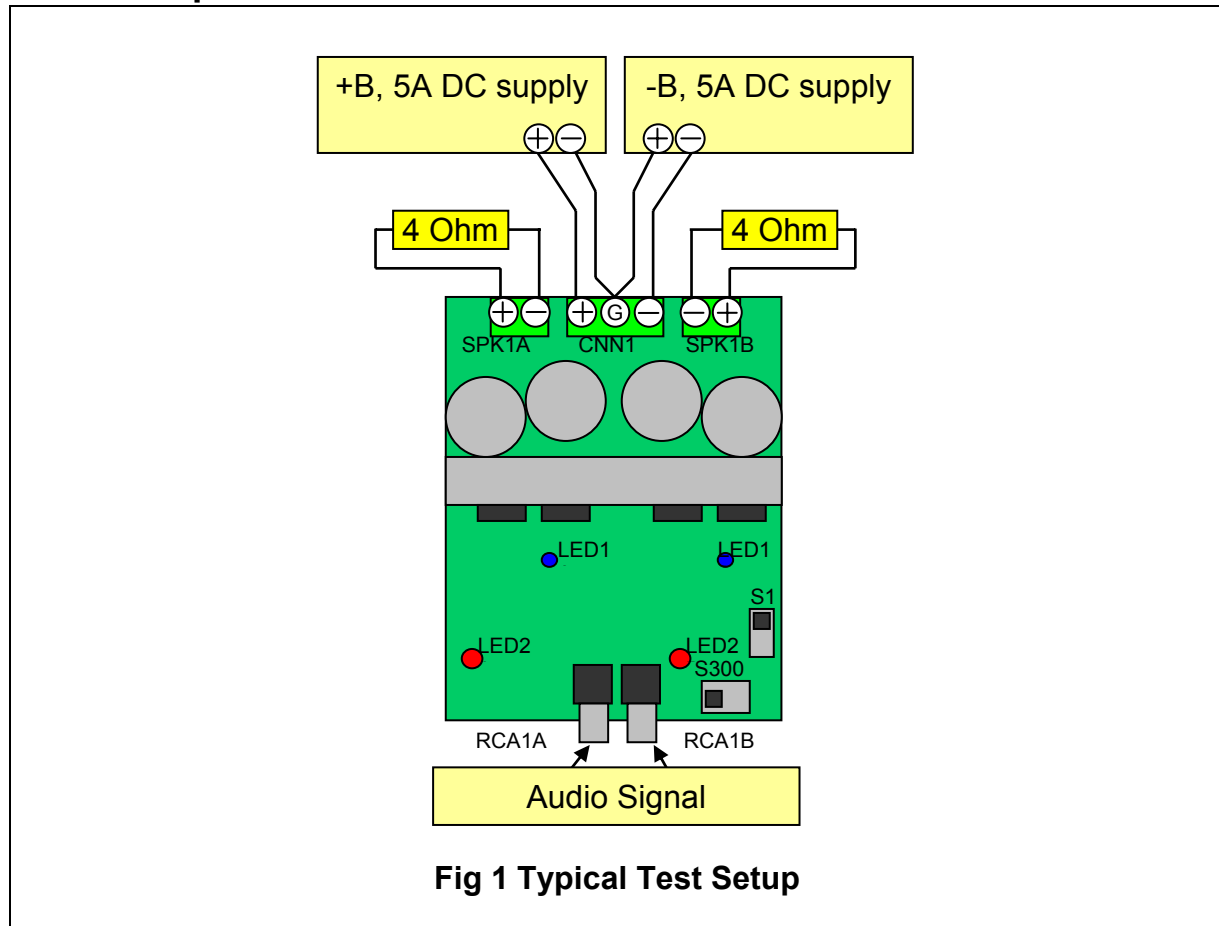 +B, 5A DC supply
-B, 5A DC supply
+ −
+ −
4 Ohm
4 Ohm
+ −
+ G −
− +
SPK1A
CNN1
SPK1B
LED1
LED1
S1
LED2
LED2
S300
RCA1A
RCA1B
Audio Signal
Fig 1 Typical Test Setup